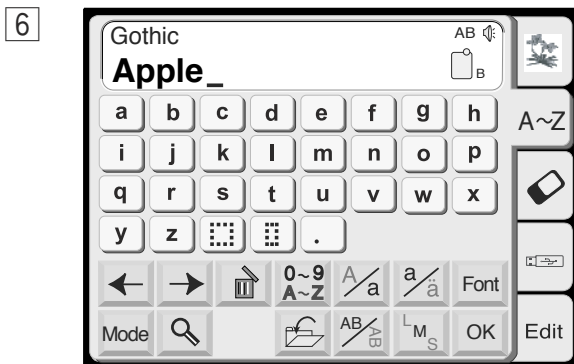 6
Gothic AB
Apple_ B
a b c d e f g h A~Z
i j k l m n o p
q r s t u v w x
y z .
0~9 A~Z A/a a/ä Font
Mode AB/AB L M S OK Edit